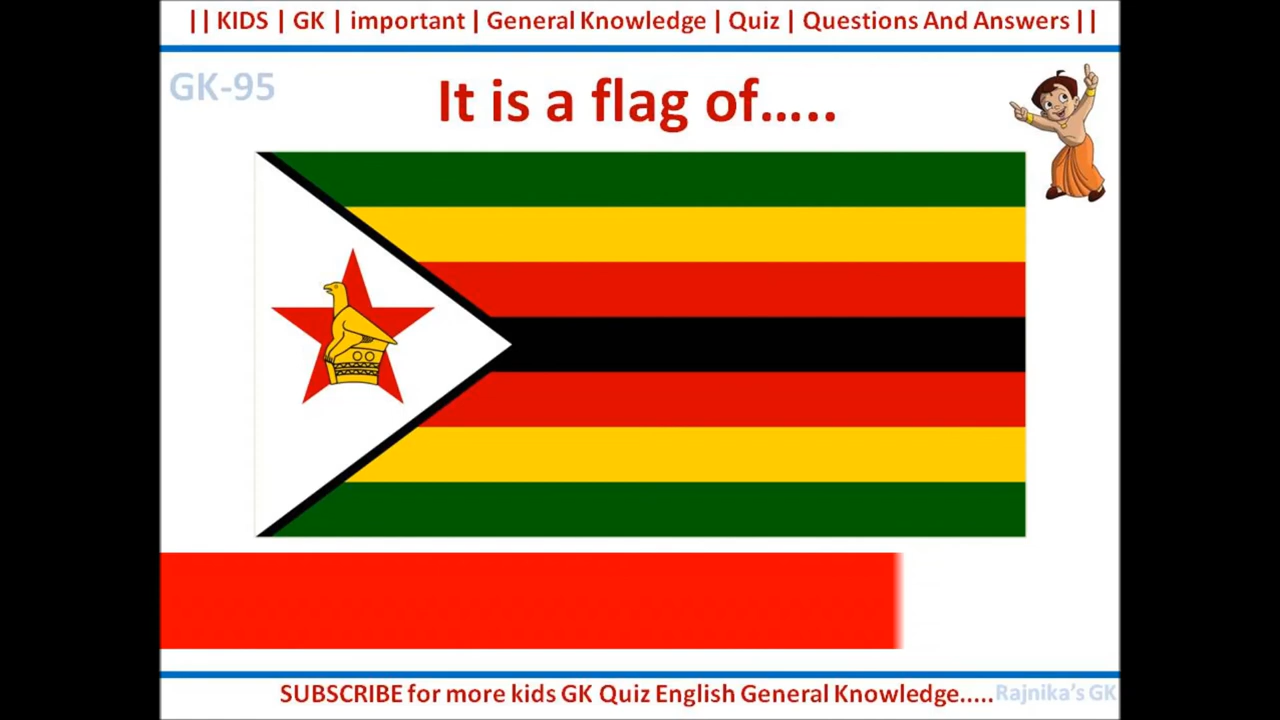 || KIDS | GK | important | General Knowledge | Quiz | Questions And Answers ||
GK-95
It is a flag of.....
SUBSCRIBE for more kids GK Quiz English General Knowledge.....
Rajnika's GK